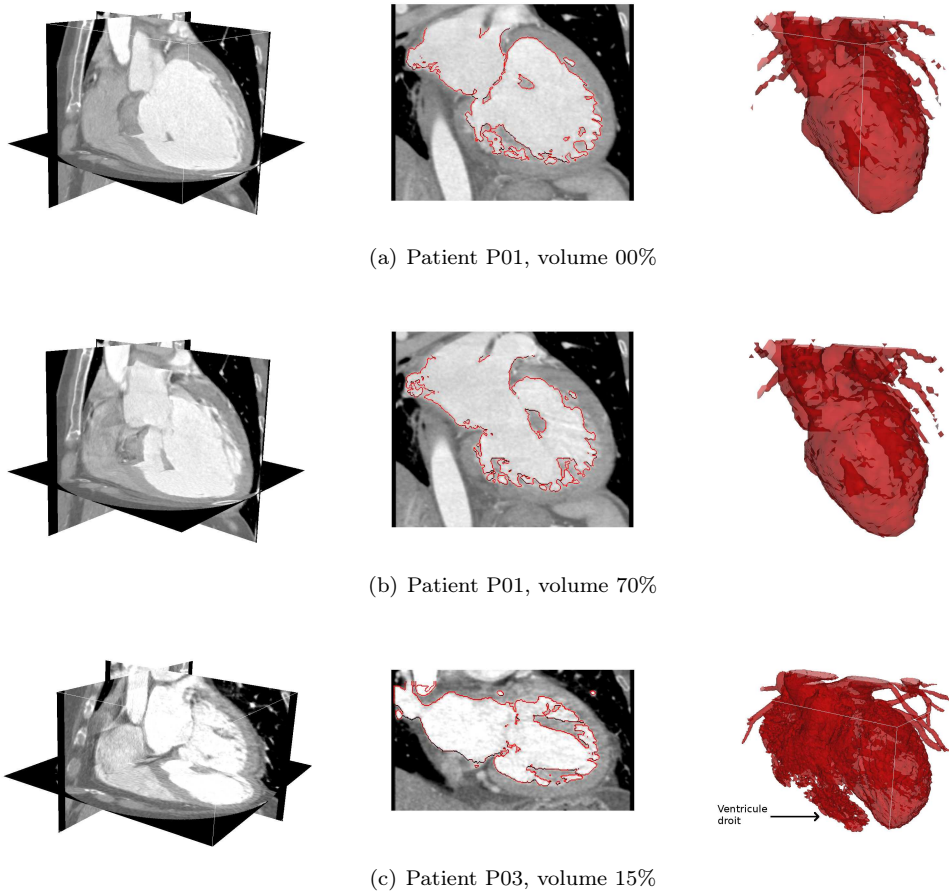 (a) Patient P01, volume 00%
(b) Patient P01, volume 70%
Ventricule
droit
(c) Patient P03, volume 15%